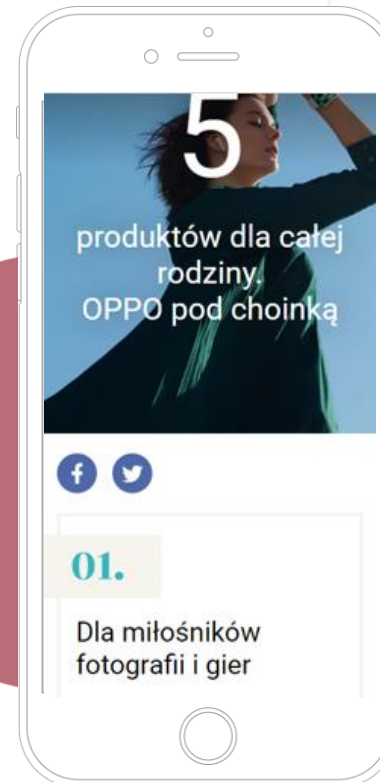 5
produktów dla całej
rodziny.
OPPO pod choinką
01.
Dla miłośników
fotografii i gier